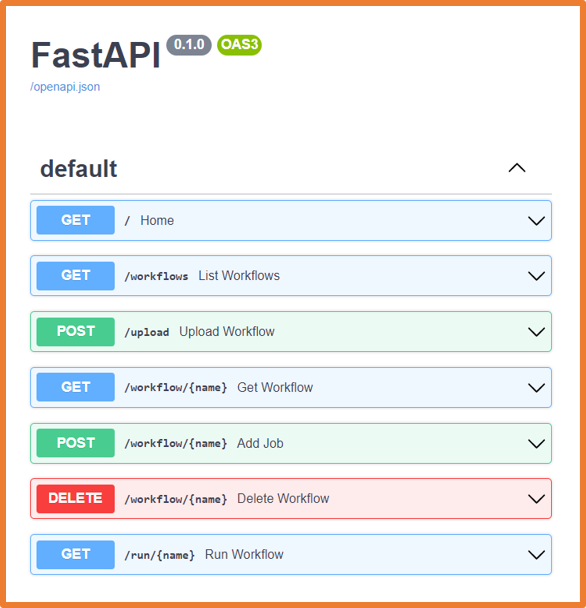 FastAPI 0.1.0 OAS3
/openapi.json
default
GET / Home
GET /workflows List Workflows
POST /upload Upload Workflow
GET /workflow/{name} Get Workflow
POST /workflow/{name} Add Job
DELETE /workflow/{name} Delete Workflow
GET /run/{name} Run Workflow